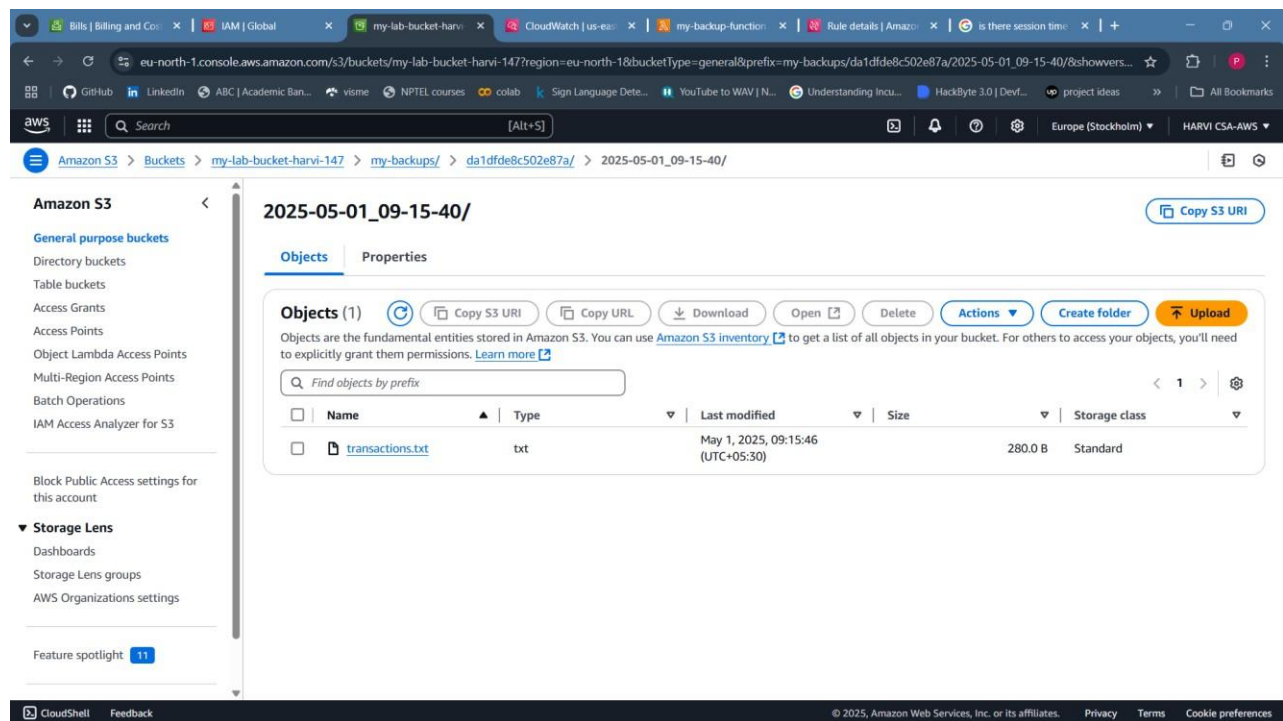 Bills | Billing and Cos
IAM | Global
my-lab-bucket-harvi
CloudWatch | us-eas
my-backup-function
Rule details | Amazo
is there session time
eu-north-1.console.aws.amazon.com/s3/buckets/my-lab-bucket-harvi-147?region=eu-north-1&bucketType=general&prefix=my-backups/da1dfde8c502e87a/2025-05-01_09-15-40/&showvers...
GitHub LinkedIn ABC | Academic Ban... visme NPTEL courses colab Sign Language Dete... YouTube to WAV | N... Understanding Incu... HackByte 3.0 | Devf... project ideas » All Bookmarks
aws Search [Alt+S] Europe (Stockholm) HARVI CSA-AWS
Amazon S3 > Buckets > my-lab-bucket-harvi-147 > my-backups/ > da1dfde8c502e87a/ > 2025-05-01_09-15-40/
Amazon S3
General purpose buckets
Directory buckets
Table buckets
Access Grants
Access Points
Object Lambda Access Points
Multi-Region Access Points
Batch Operations
IAM Access Analyzer for S3
Block Public Access settings for
this account
Storage Lens
Dashboards
Storage Lens groups
AWS Organizations settings
Feature spotlight 11
2025-05-01_09-15-40/
Copy S3 URI
Objects Properties
Objects (1) Copy S3 URI Copy URL Download Open Delete Actions Create folder Upload
Objects are the fundamental entities stored in Amazon S3. You can use Amazon S3 inventory to get a list of all objects in your bucket. For others to access your objects, you'll need
to explicitly grant them permissions. Learn more
Find objects by prefix
< 1 >
Name Type Last modified Size Storage class
transactions.txt txt May 1, 2025, 09:15:46 280.0 B Standard
(UTC+05:30)
CloudShell Feedback © 2025, Amazon Web Services, Inc. or its affiliates. Privacy Terms Cookie preferences